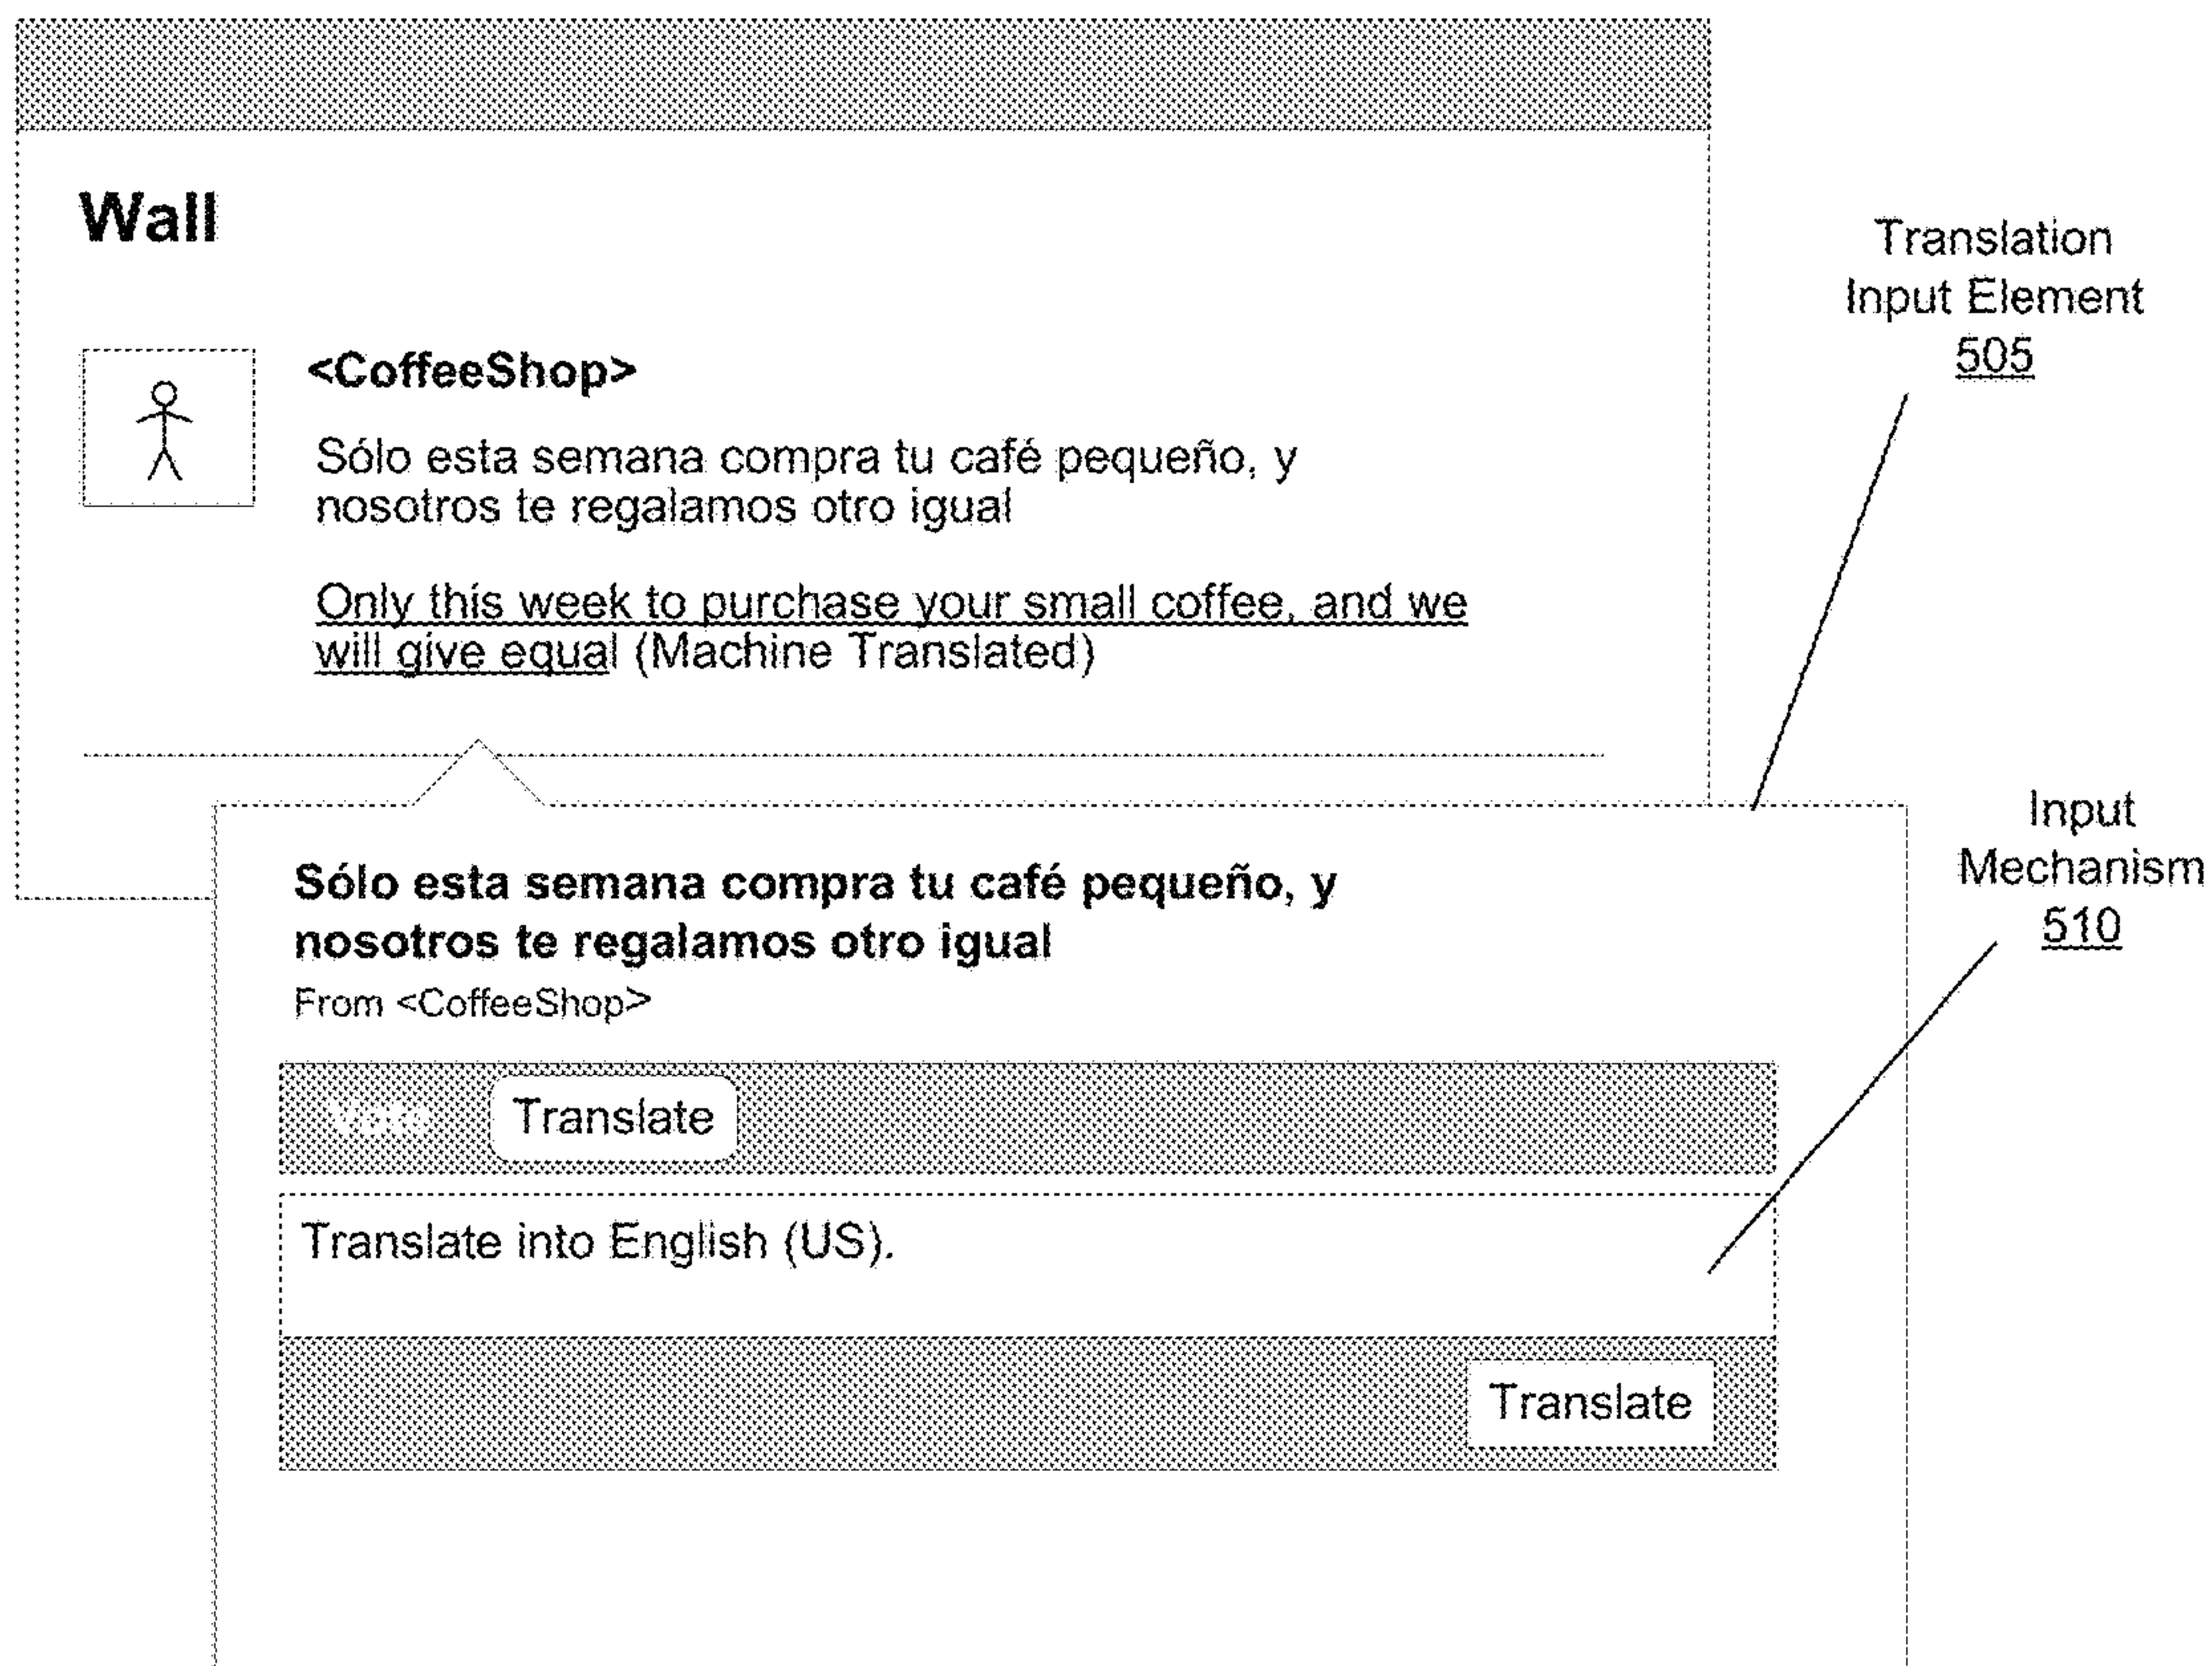 Wall
<CoffeeShop>
Sólo esta semana compra tu café pequeño, y
nosotros te regalamos otro igual
Only this week to purchase your small coffee, and we
will give equal (Machine Translated)
Translation
Input Element
505
Input
Mechanism
510
Sólo esta semana compra tu café pequeño, y
nosotros te regalamos otro igual
From <CoffeeShop>
Vote Translate
Translate into English (US).
Translate